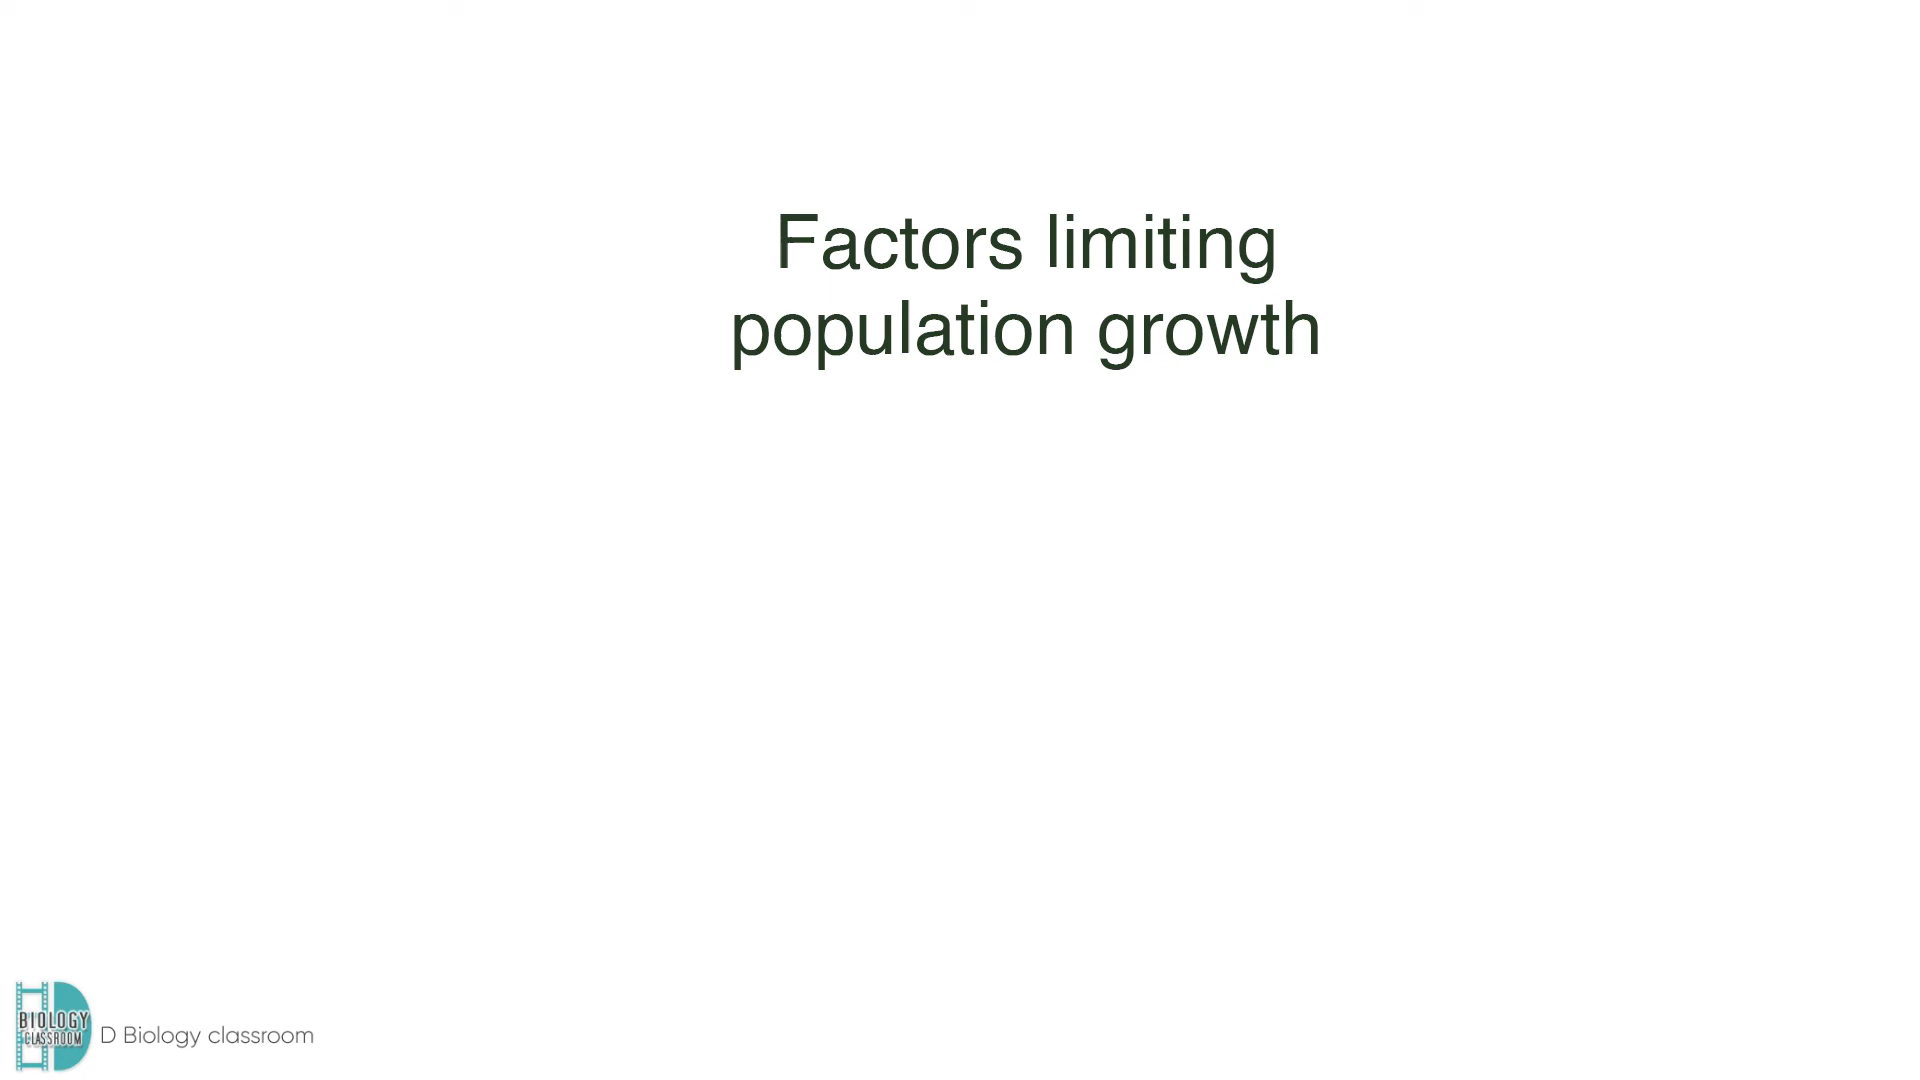 Factors limiting
population growth
BIOLOGY
CLASSROOM
D Biology classroom